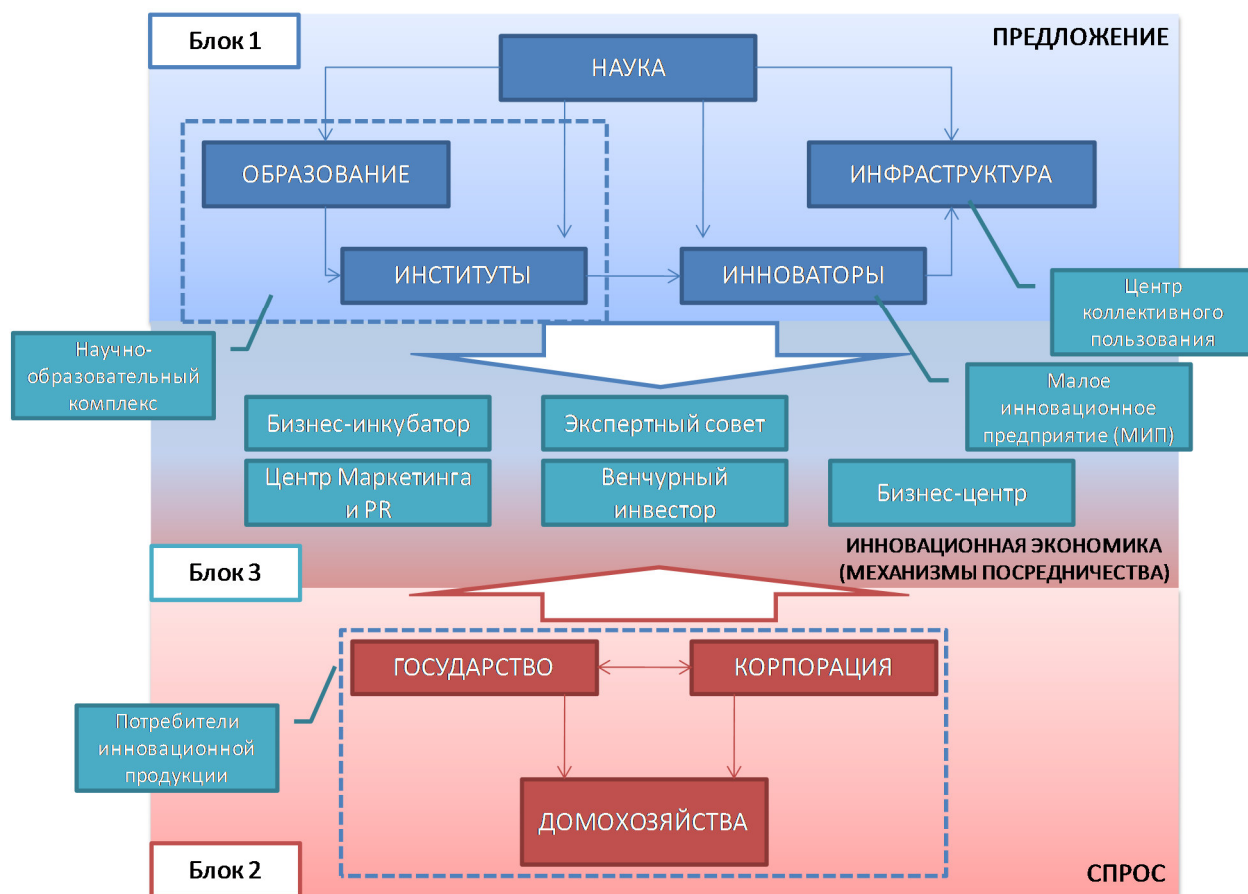 Блок 1
ПРЕДЛОЖЕНИЕ
НАУКА
ОБРАЗОВАНИЕ
ИНФРАСТРУКТУРА
ИНСТИТУТЫ
ИННОВАТОРЫ
Центр
коллективного
пользования
Научно-
образовательный
комплекс
Малое
инновационное
предприятие (МИП)
Бизнес-инкубатор
Экспертный совет
Центр Маркетинга
и PR
Венчурный
инвестор
Бизнес-центр
ИННОВАЦИОННАЯ ЭКОНОМИКА
(МЕХАНИЗМЫ ПОСРЕДНИЧЕСТВА)
Блок 3
ГОСУДАРСТВО
КОРПОРАЦИЯ
Потребители
инновационной
продукции
ДОМОХОЗЯЙСТВА
Блок 2
СПРОС